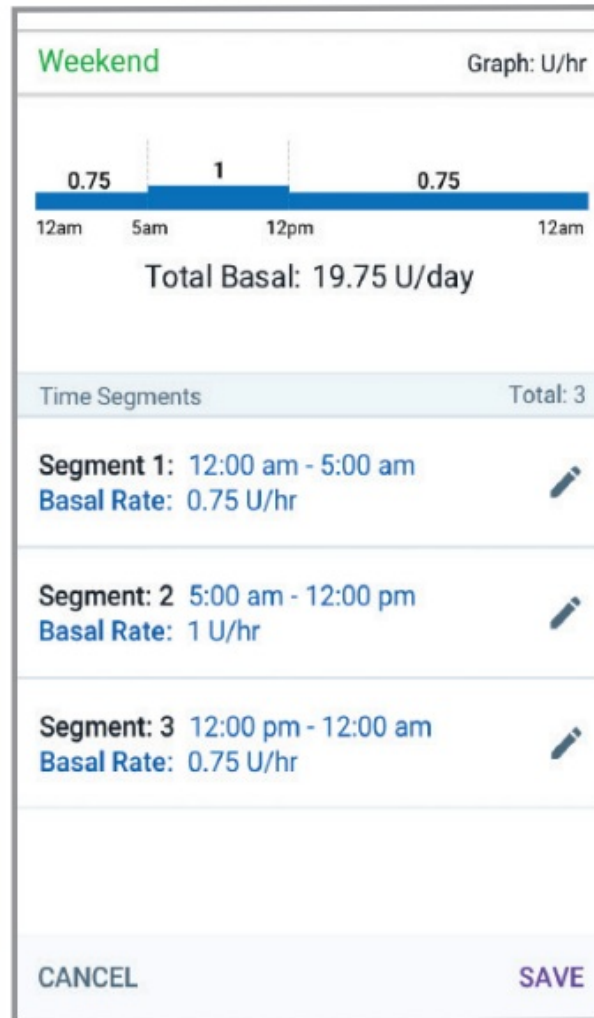 Weekend Graph: U/hr
0.75 1 0.75
12am 5am 12pm 12am
Total Basal: 19.75 U/day
Time Segments Total: 3
Segment 1: 12:00 am - 5:00 am
Basal Rate: 0.75 U/hr
Segment: 2 5:00 am - 12:00 pm
Basal Rate: 1 U/hr
Segment: 3 12:00 pm - 12:00 am
Basal Rate: 0.75 U/hr
CANCEL SAVE